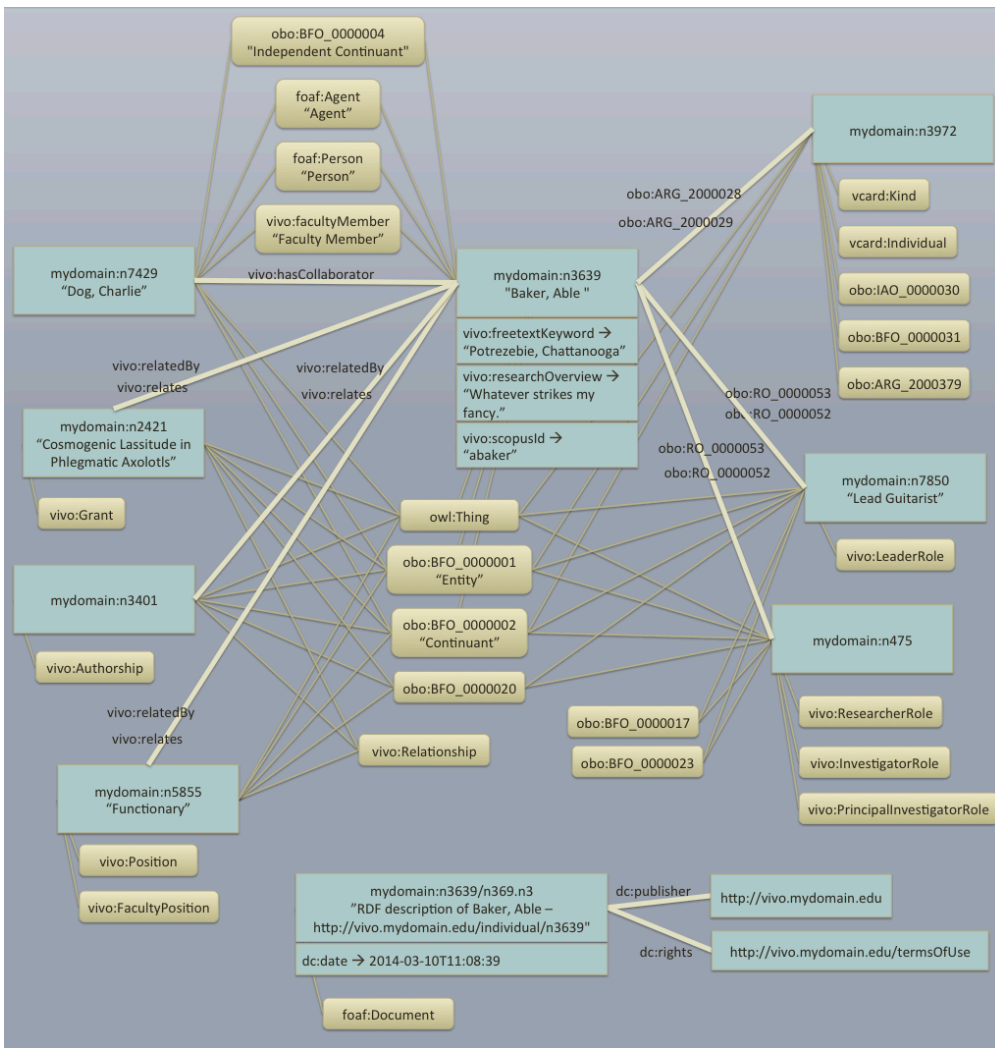 obo:BFO_0000004
"Independent Continuant"
foaf:Agent
“Agent”
foaf:Person
“Person”
vivo:facultyMember
“Faculty Member”
mydomain:n7429
“Dog, Charlie”
vivo:hasCollaborator
mydomain:n3639
"Baker, Able "
vivo:freetextKeyword →
“Potrezebie, Chattanooga”
vivo:researchOverview →
“Whatever strikes my
fancy.”
vivo:scopusId →
“abaker”
obo:ARG_2000028
obo:ARG_2000029
mydomain:n3972
vcard:Kind
vcard:Individual
obo:IAO_0000030
obo:BFO_0000031
obo:ARG_2000379
vivo:relatedBy
vivo:relates
vivo:relatedBy
vivo:relates
obo:RO_0000053
obo:RO_0000052
obo:RO_0000053
obo:RO_0000052
mydomain:n2421
“Cosmogenic Lassitude in
Phlegmatic Axolotls”
vivo:Grant
mydomain:n7850
“Lead Guitarist”
vivo:LeaderRole
owl:Thing
obo:BFO_0000001
“Entity”
obo:BFO_0000002
“Continuant”
obo:BFO_0000020
vivo:Relationship
mydomain:n3401
vivo:Authorship
mydomain:n475
vivo:ResearcherRole
vivo:InvestigatorRole
vivo:PrincipalInvestigatorRole
obo:BFO_0000017
obo:BFO_0000023
vivo:relatedBy
vivo:relates
mydomain:n5855
“Functionary”
vivo:Position
vivo:FacultyPosition
mydomain:n3639/n369.n3
"RDF description of Baker, Able –
http://vivo.mydomain.edu/individual/n3639"
dc:date → 2014-03-10T11:08:39
foaf:Document
dc:publisher
http://vivo.mydomain.edu
dc:rights
http://vivo.mydomain.edu/termsOfUse